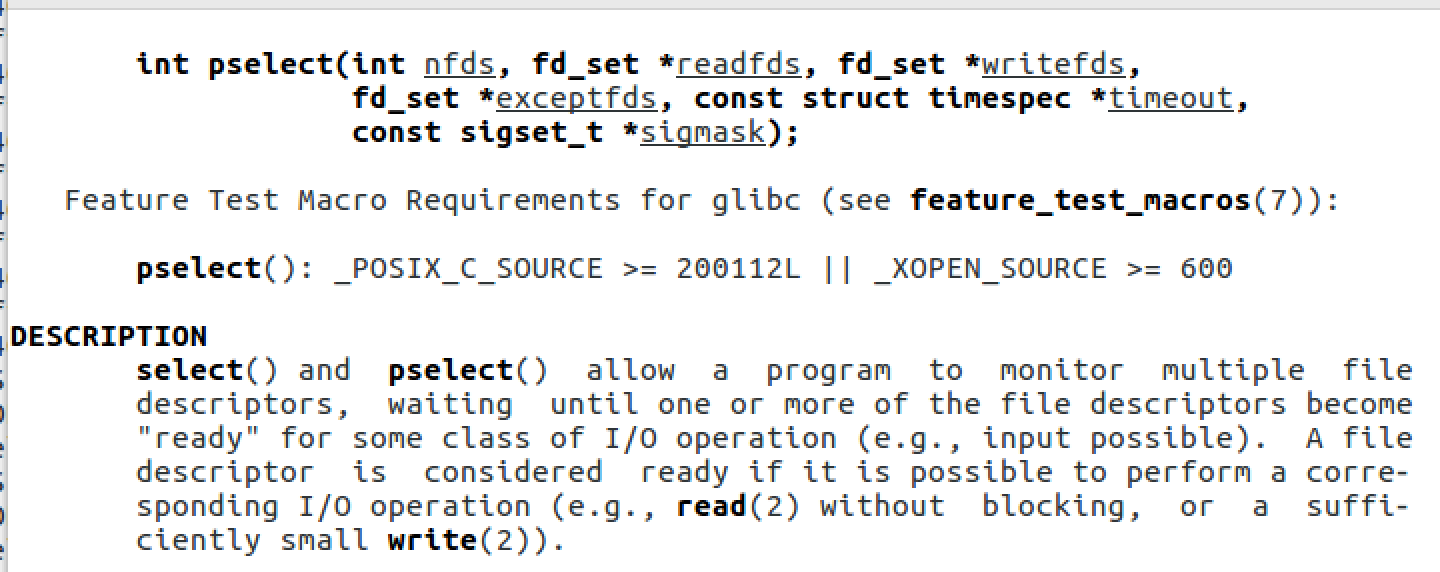 int pselect(int nfds, fd_set *readfds, fd_set *writefds,
fd_set *exceptfds, const struct timespec *timeout,
const sigset_t *sigmask);
Feature Test Macro Requirements for glibc (see feature_test_macros(7)):
pselect(): _POSIX_C_SOURCE >= 200112L || _XOPEN_SOURCE >= 600
DESCRIPTION
select() and pselect() allow a program to monitor multiple file
descriptors, waiting until one or more of the file descriptors become
"ready" for some class of I/O operation (e.g., input possible). A file
descriptor is considered ready if it is possible to perform a corre-
sponding I/O operation (e.g., read(2) without blocking, or a suffi-
ciently small write(2)).